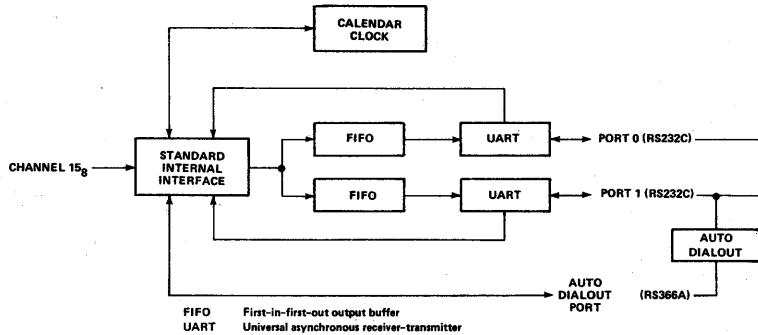 CALENDAR
CLOCK
FIFO
UART
PORT 0 (RS232C)
CHANNEL 15₈
STANDARD
INTERNAL
INTERFACE
FIFO
UART
PORT 1 (RS232C)
AUTO
DIALOUT
AUTO
DIALOUT
PORT
(RS366A)
FIFO First-in-first-out output buffer
UART Universal asynchronous receiver-transmitter